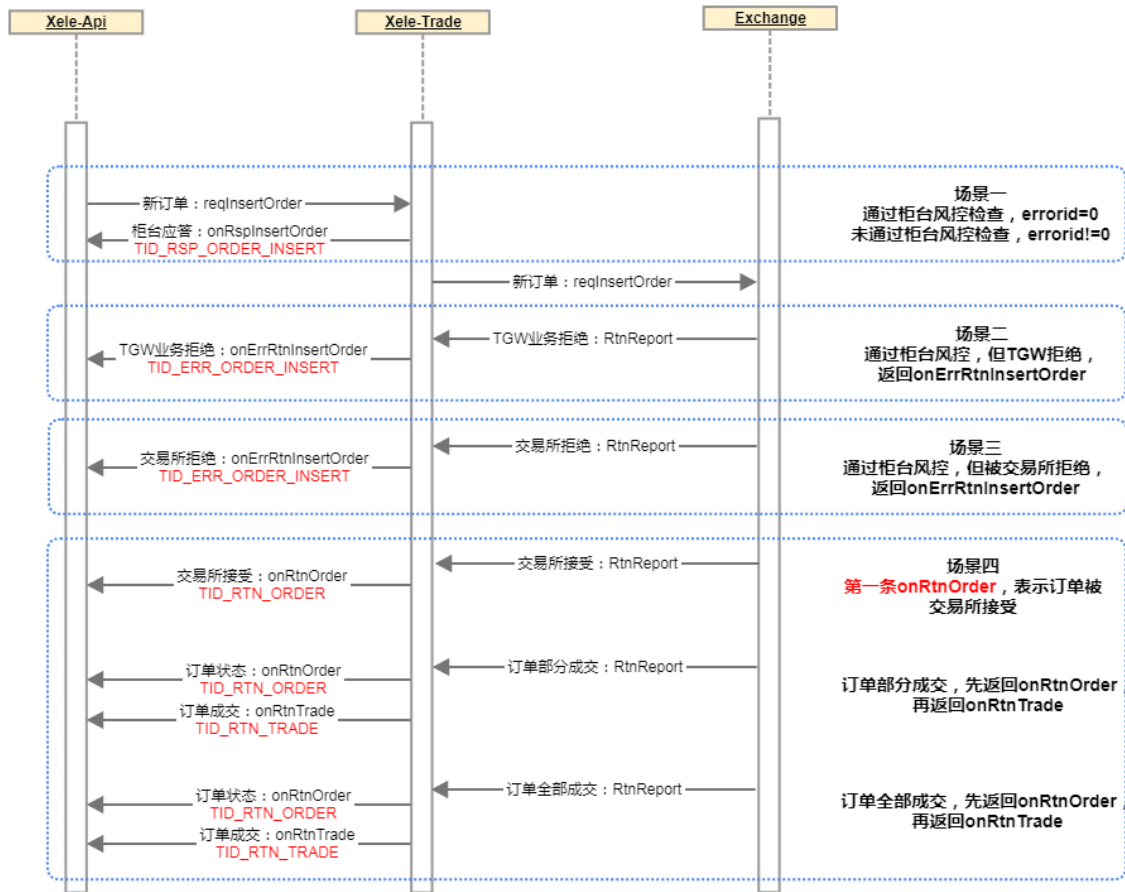 Xele-Api
Xele-Trade
Exchange
场景一
通过柜台风控检查，errorid=0
未通过柜台风控检查，errorid!=0
新订单：reqInsertOrder
柜台应答：onRspInsertOrder
TID_RSP_ORDER_INSERT
新订单：reqInsertOrder
场景二
通过柜台风控，但TGW拒绝，
返回onErrRtnInsertOrder
TGW业务拒绝：RtnReport
TGW业务拒绝：onErrRtnInsertOrder
TID_ERR_ORDER_INSERT
场景三
通过柜台风控，但被交易所拒绝，
返回onErrRtnInsertOrder
交易所拒绝：RtnReport
交易所拒绝：onErrRtnInsertOrder
TID_ERR_ORDER_INSERT
场景四
第一条onRtnOrder，表示订单被
交易所接受
交易所接受：RtnReport
交易所接受：onRtnOrder
TID_RTN_ORDER
订单部分成交：RtnReport
订单状态：onRtnOrder
TID_RTN_ORDER
订单部分成交，先返回onRtnOrder，
再返回onRtnTrade
订单成交：onRtnTrade
TID_RTN_TRADE
订单全部成交：RtnReport
订单状态：onRtnOrder
TID_RTN_ORDER
订单全部成交，先返回onRtnOrder，
再返回onRtnTrade
订单成交：onRtnTrade
TID_RTN_TRADE